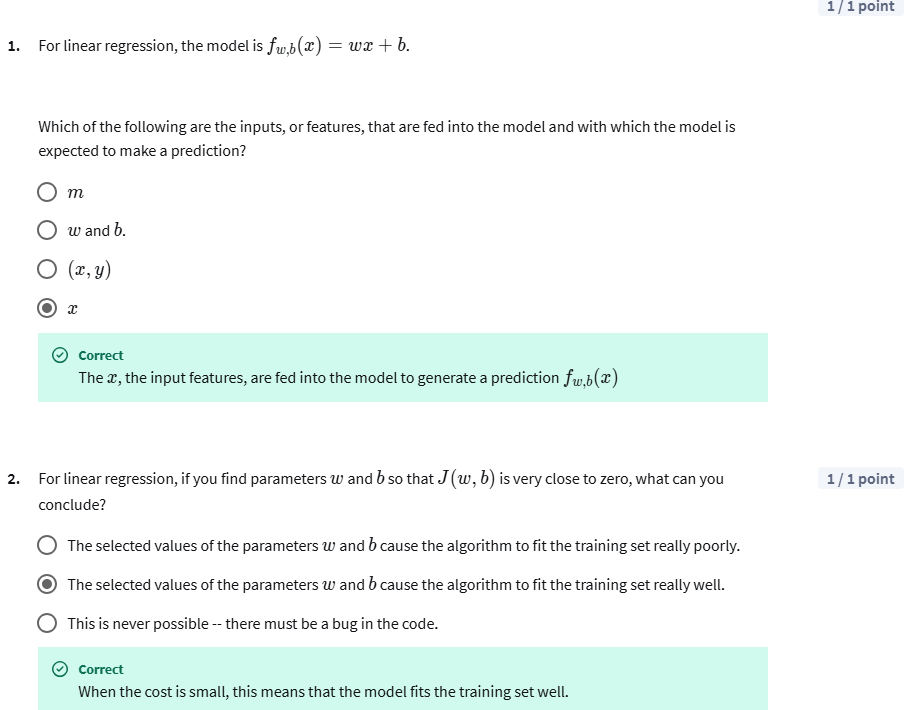 1 / 1 point
1. For linear regression, the model is f_{w,b}(x) = wx + b.
Which of the following are the inputs, or features, that are fed into the model and with which the model is
expected to make a prediction?
m
w and b.
(x, y)
x
Correct
The x, the input features, are fed into the model to generate a prediction f_{w,b}(x)
2. For linear regression, if you find parameters w and b so that J(w, b) is very close to zero, what can you
1 / 1 point
conclude?
The selected values of the parameters w and b cause the algorithm to fit the training set really poorly.
The selected values of the parameters w and b cause the algorithm to fit the training set really well.
This is never possible -- there must be a bug in the code.
Correct
When the cost is small, this means that the model fits the training set well.